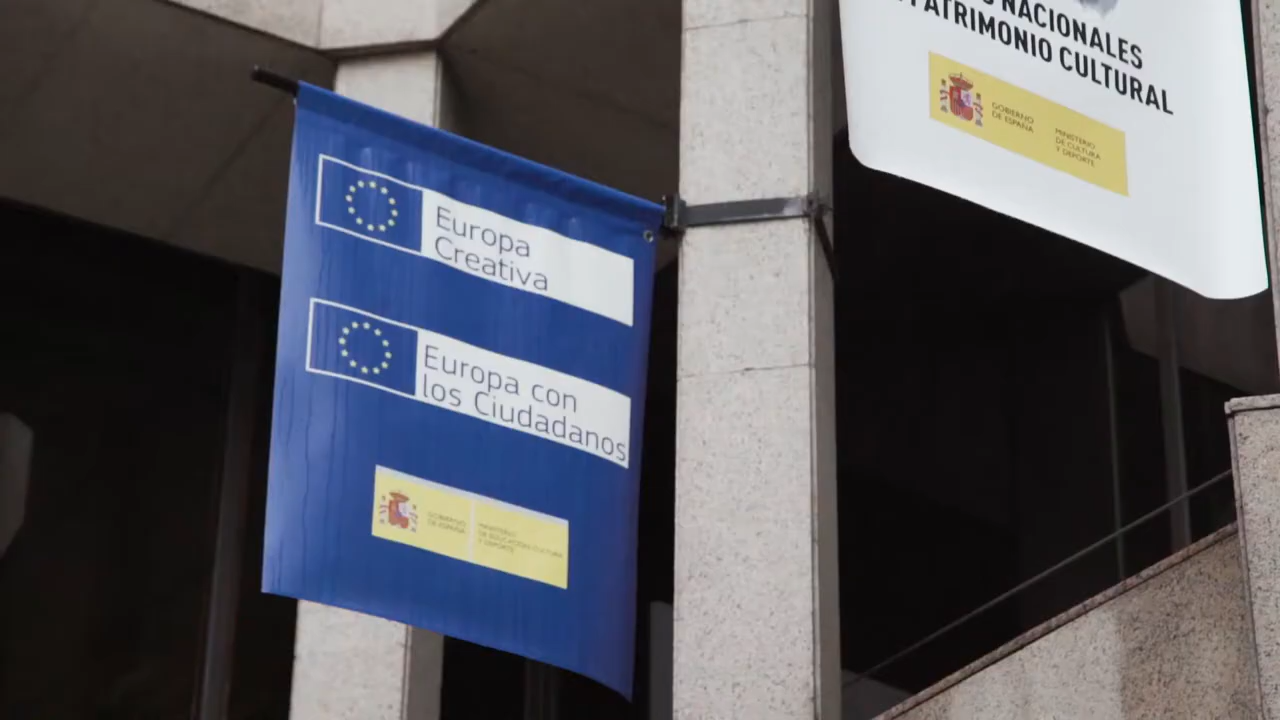 Europa
Creativa
Europa con
los Ciudadanos
GOBIERNO
DE ESPAÑA
MINISTERIO
DE EDUCACIÓN, CULTURA
Y DEPORTE
NACIONALES
PATRIMONIO CULTURAL
GOBIERNO
DE ESPAÑA
MINISTERIO
DE CULTURA
Y DEPORTE